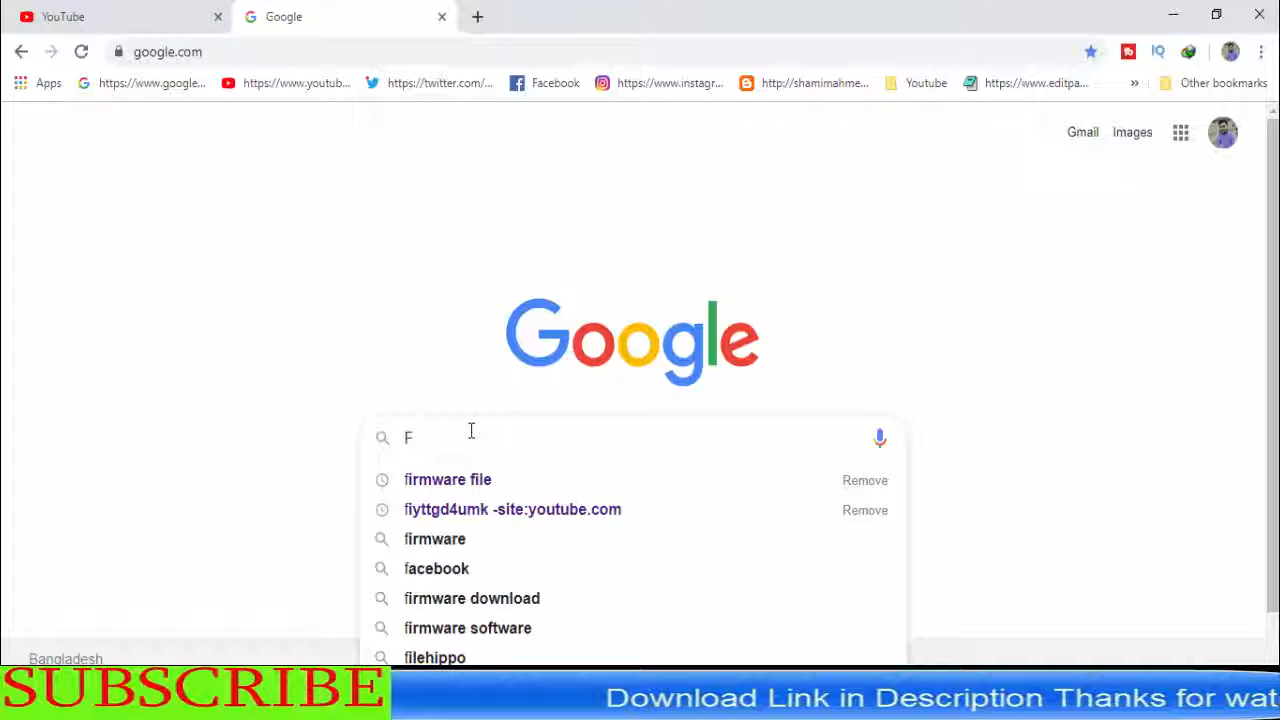 YouTube
Google
google.com
Apps
https://www.google...
https://www.youtub...
https://twitter.com/...
Facebook
https://www.instagr...
http://shamimahme...
Youtube
https://www.editpa...
»
Other bookmarks
Gmail
Images
Google
F
firmware file
Remove
fiyttgd4umk -site:youtube.com
Remove
firmware
facebook
firmware download
firmware software
filehippo
Bangladesh
SUBSCRIBE
Download Link in Description Thanks for wat